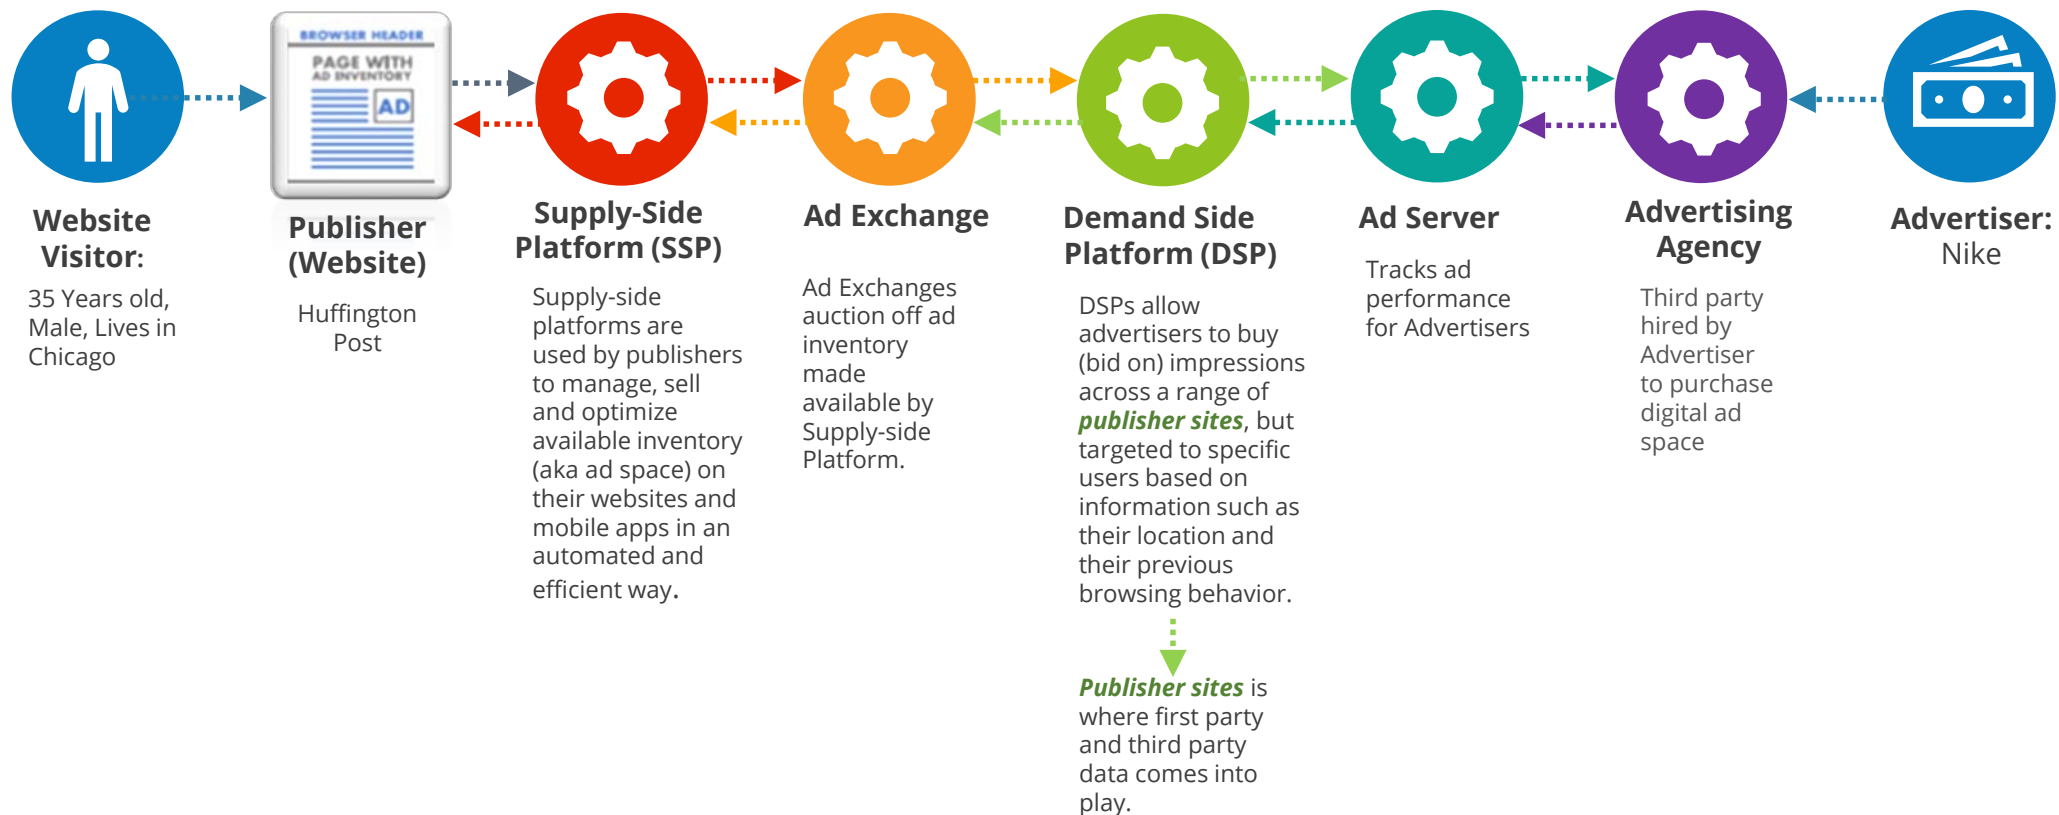 BROWSER HEADER
PAGE WITH
AD INVENTORY
AD
Website
Visitor:
35 Years old,
Male, Lives in
Chicago
Publisher
(Website)
Huffington
Post
Supply-Side
Platform (SSP)
Supply-side
platforms are
used by publishers
to manage, sell
and optimize
available inventory
(aka ad space) on
their websites and
mobile apps in an
automated and
efficient way.
Ad Exchange
Ad Exchanges
auction off ad
inventory
made
available by
Supply-side
Platform.
Demand Side
Platform (DSP)
DSPs allow
advertisers to buy
(bid on) impressions
across a range of
publisher sites, but
targeted to specific
users based on
information such as
their location and
their previous
browsing behavior.
Publisher sites is
where first party
and third party
data comes into
play.
Ad Server
Tracks ad
performance
for Advertisers
Advertising
Agency
Third party
hired by
Advertiser
to purchase
digital ad
space
Advertiser:
Nike